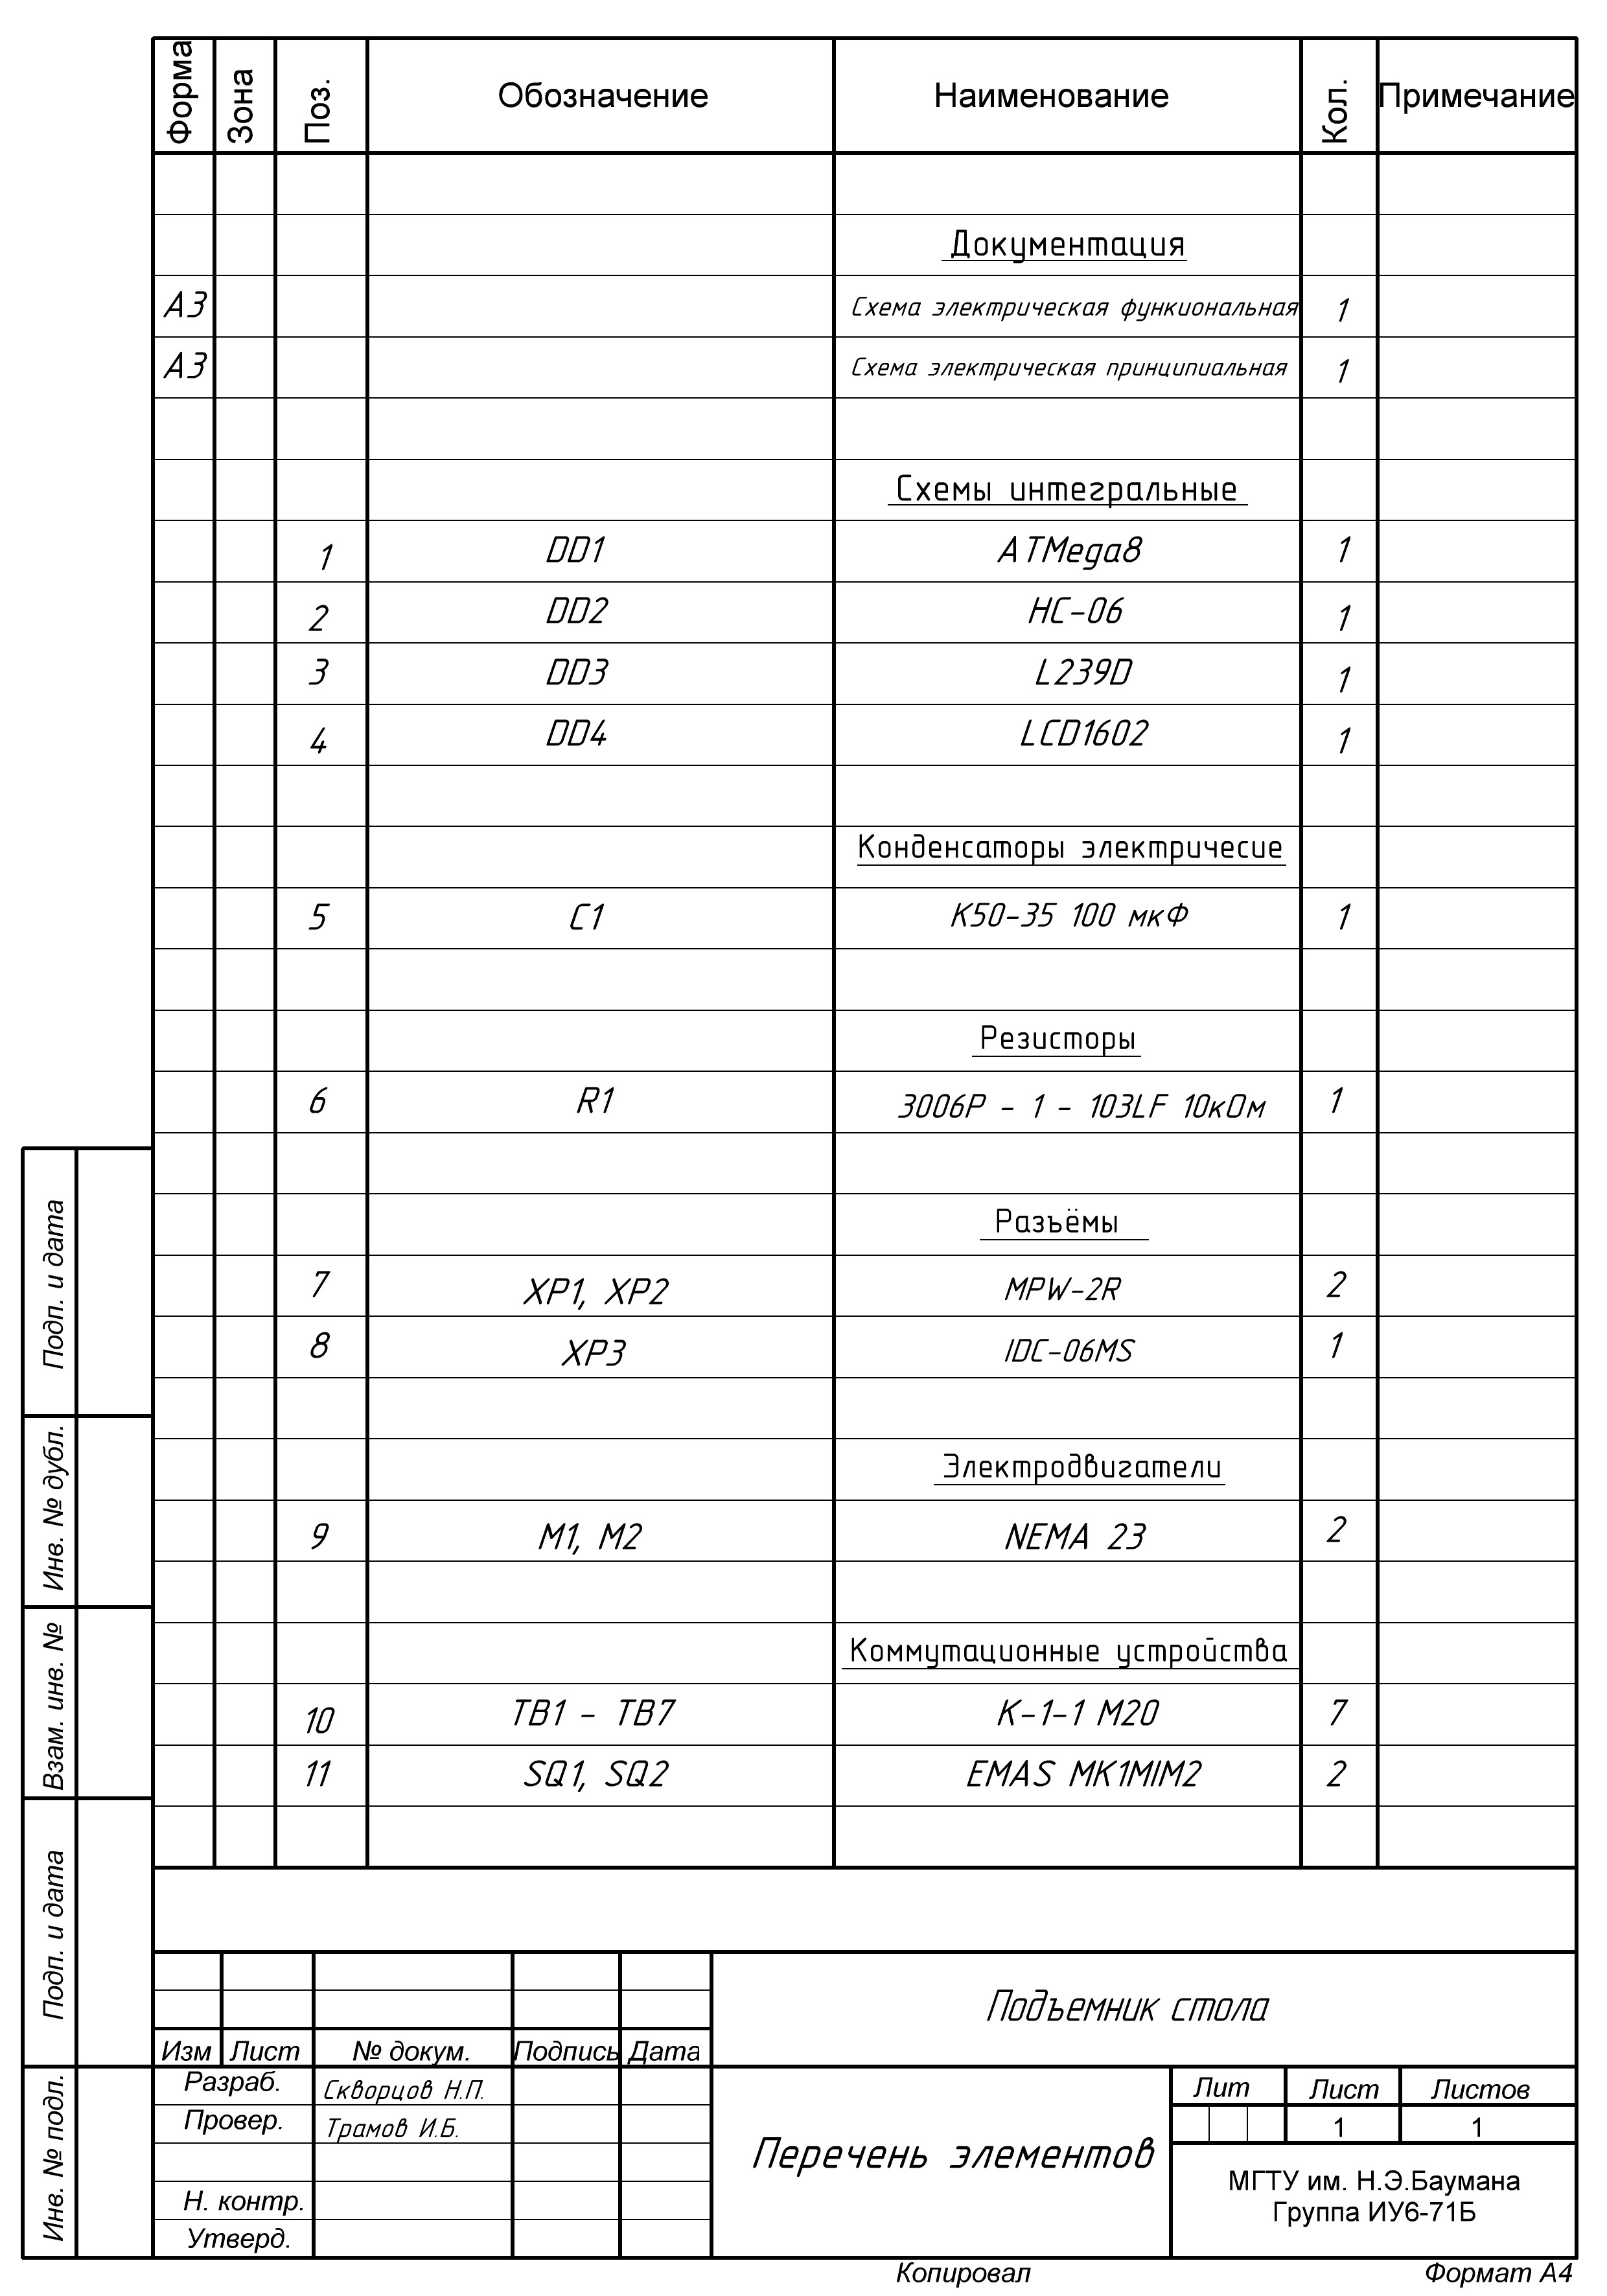 Форма Зона Поз. Обозначение Наименование Кол. Примечание
Документация
А3 Схема электрическая функиональная 1
А3 Схема электрическая принципиальная 1
Схемы интегральные
1 DD1 ATMega8 1
2 DD2 HC-06 1
3 DD3 L239D 1
4 DD4 LCD1602 1
Конденсаторы электричесие
5 C1 К50-35 100 мкФ 1
Резисторы
6 R1 3006P - 1 - 103LF 10кОм 1
Разъёмы
7 XP1, XP2 MPW-2R 2
8 XP3 IDC-06MS 1
Электродвигатели
9 M1, M2 NEMA 23 2
Коммутационные устройства
10 TB1 - TB7 К-1-1 М20 7
11 SQ1, SQ2 EMAS MK1MIM2 2
Подп. и дата
Инв. № дубл.
Взам. инв. №
Подп. и дата
Инв. № подл.
Подъемник стола
Изм Лист № докум. Подпись Дата
Разраб. Скворцов Н.П.
Провер. Трамов И.Б.
Н. контр.
Утверд.
Перечень элементов
Лит Лист Листов
1 1
МГТУ им. Н.Э.Баумана
Группа ИУ6-71Б
Копировал Формат А4